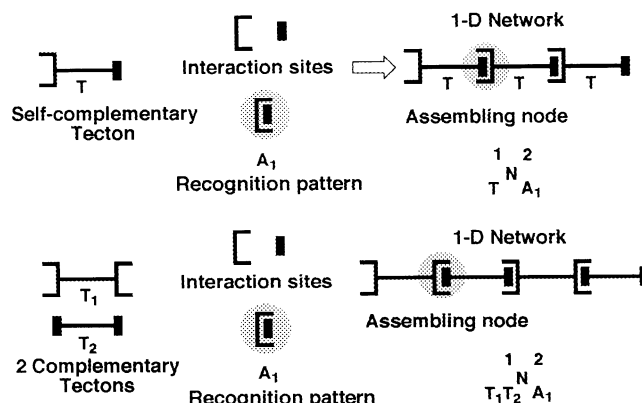 1-D Network
T
Interaction sites
T T T
Self-complementary
Tecton
Assembling node
A1
Recognition pattern
1 2
N
T A1
1-D Network
T1
Interaction sites
T2
Assembling node
2 Complementary
Tectons
A1
Recognition pattern
1 2
N
T1T2 A1